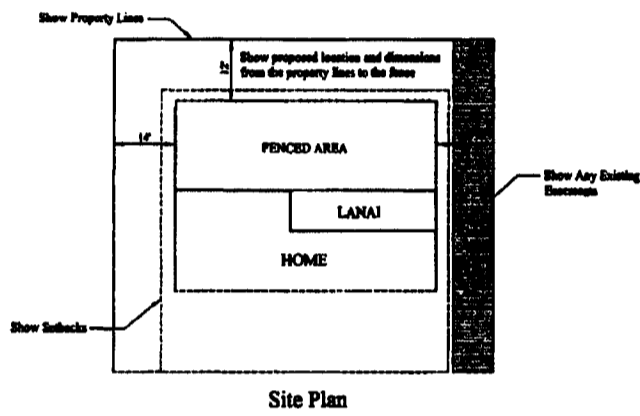 Show Property Lines
Show proposed location and dimensions
from the property lines to the fence
12'
14'
FENCED AREA
Show Any Existing
Easements
LANAI
HOME
Show Setbacks
Site Plan